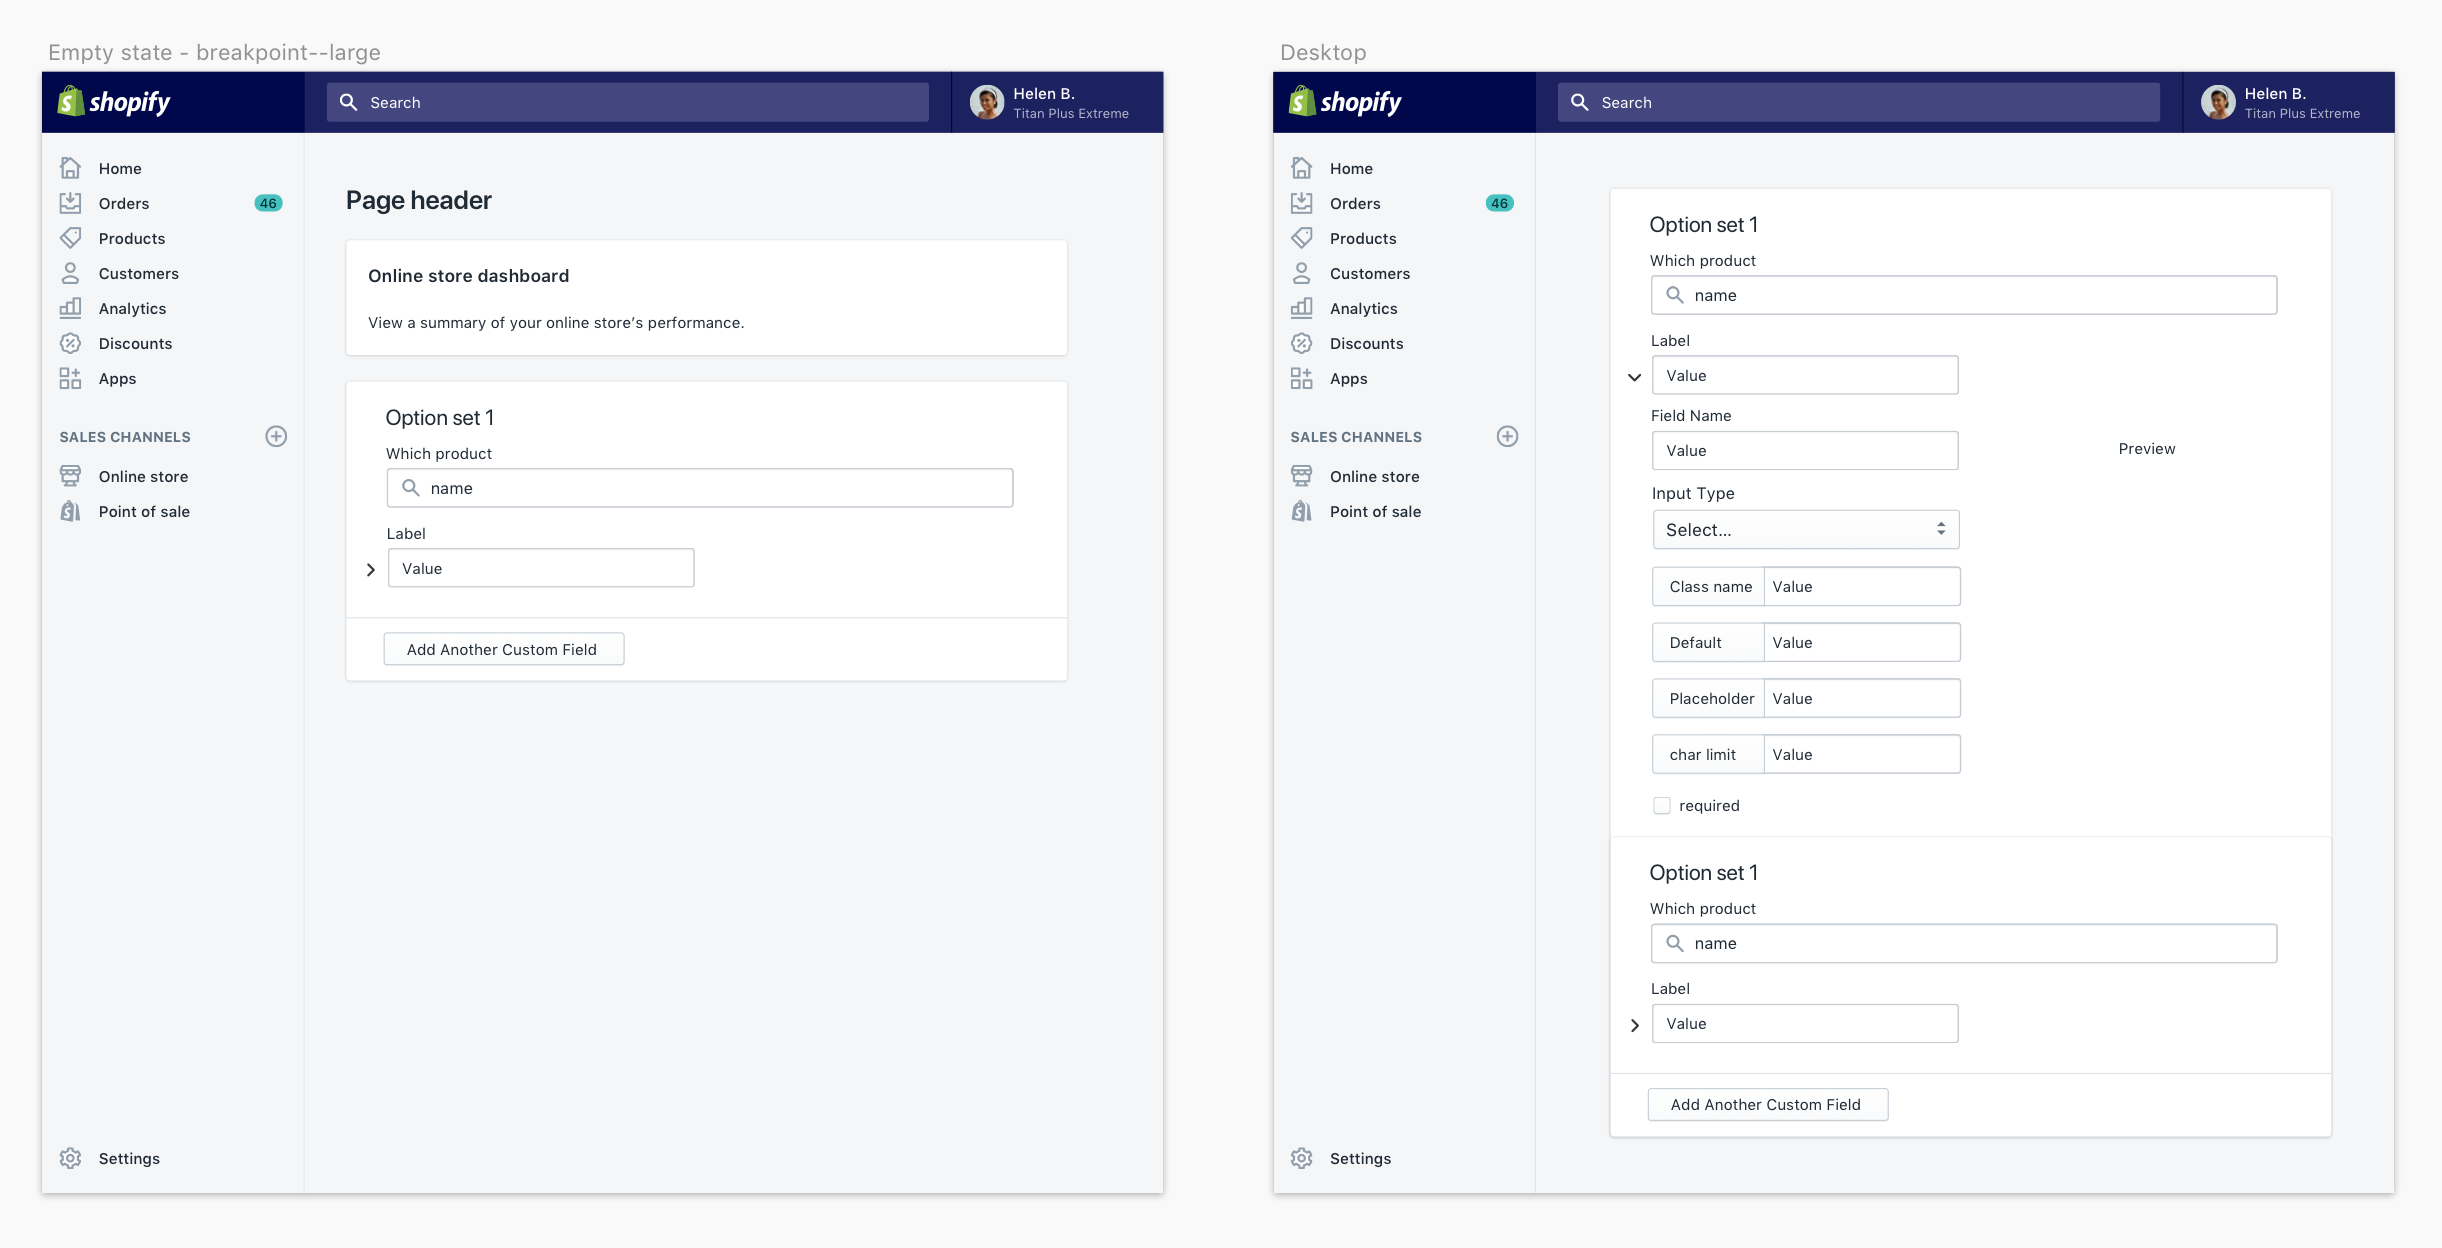 Empty state - breakpoint--large
shopify
Search
Helen B.
Titan Plus Extreme
Home
Orders 46
Products
Customers
Analytics
Discounts
Apps
SALES CHANNELS
Online store
Point of sale
Settings
Page header
Online store dashboard
View a summary of your online store’s performance.
Option set 1
Which product
name
Label
Value
Add Another Custom Field
Desktop
shopify
Search
Helen B.
Titan Plus Extreme
Home
Orders 46
Products
Customers
Analytics
Discounts
Apps
SALES CHANNELS
Online store
Point of sale
Settings
Option set 1
Which product
name
Label
Value
Field Name
Value
Preview
Input Type
Select...
Class name Value
Default Value
Placeholder Value
char limit Value
required
Option set 1
Which product
name
Label
Value
Add Another Custom Field